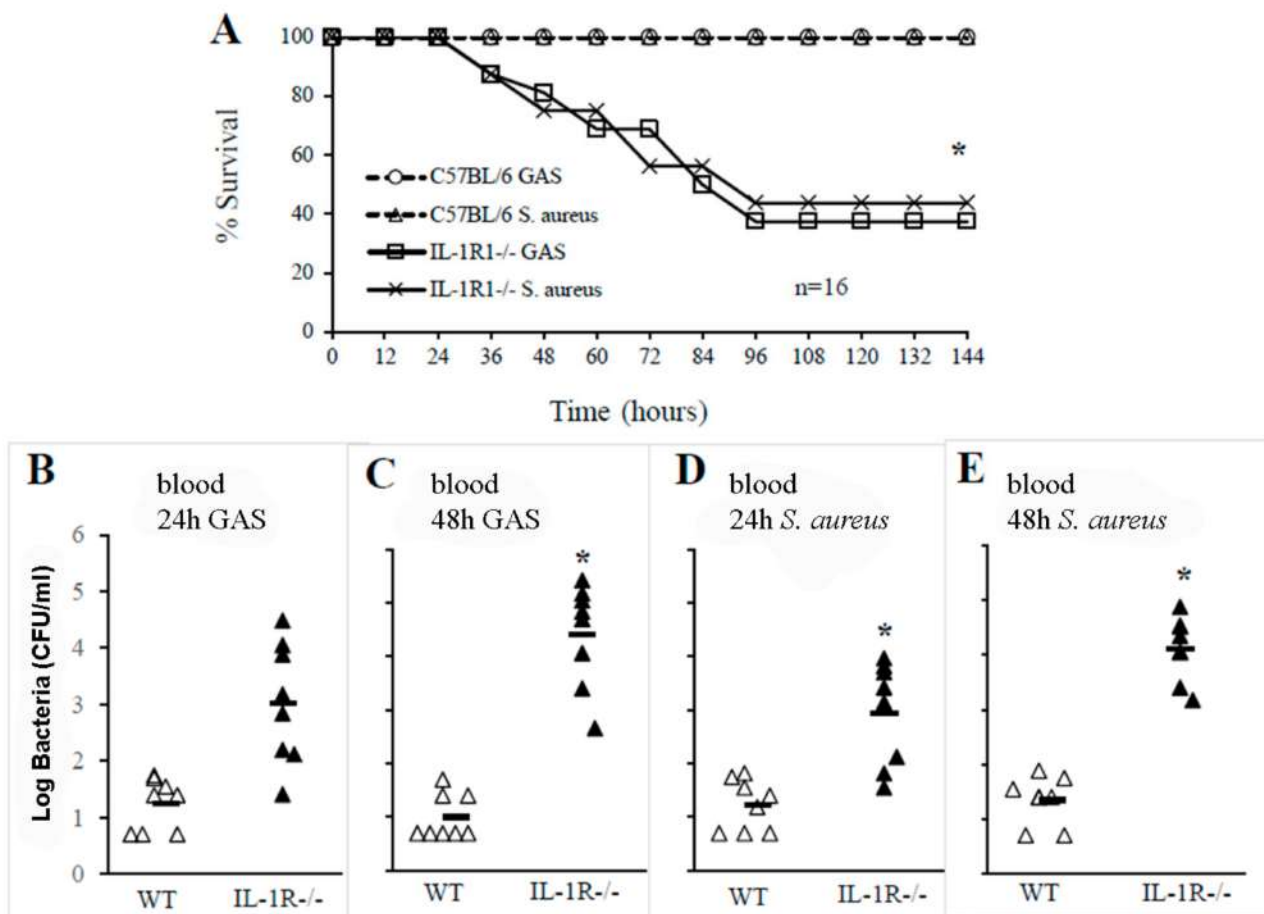 A
100
80
60
40
20
0
% Survival
*
C57BL/6 GAS
C57BL/6 S. aureus
IL-1R1-/- GAS
IL-1R1-/- S. aureus
n=16
0 12 24 36 48 60 72 84 96 108 120 132 144
Time (hours)
B
blood
24h GAS
6
5
4
3
2
1
0
Log Bacteria (CFU/ml)
WT IL-1R-/-
C
blood
48h GAS
*
WT IL-1R-/-
D
blood
24h S. aureus
*
WT IL-1R-/-
E
blood
48h S. aureus
*
WT IL-1R-/-